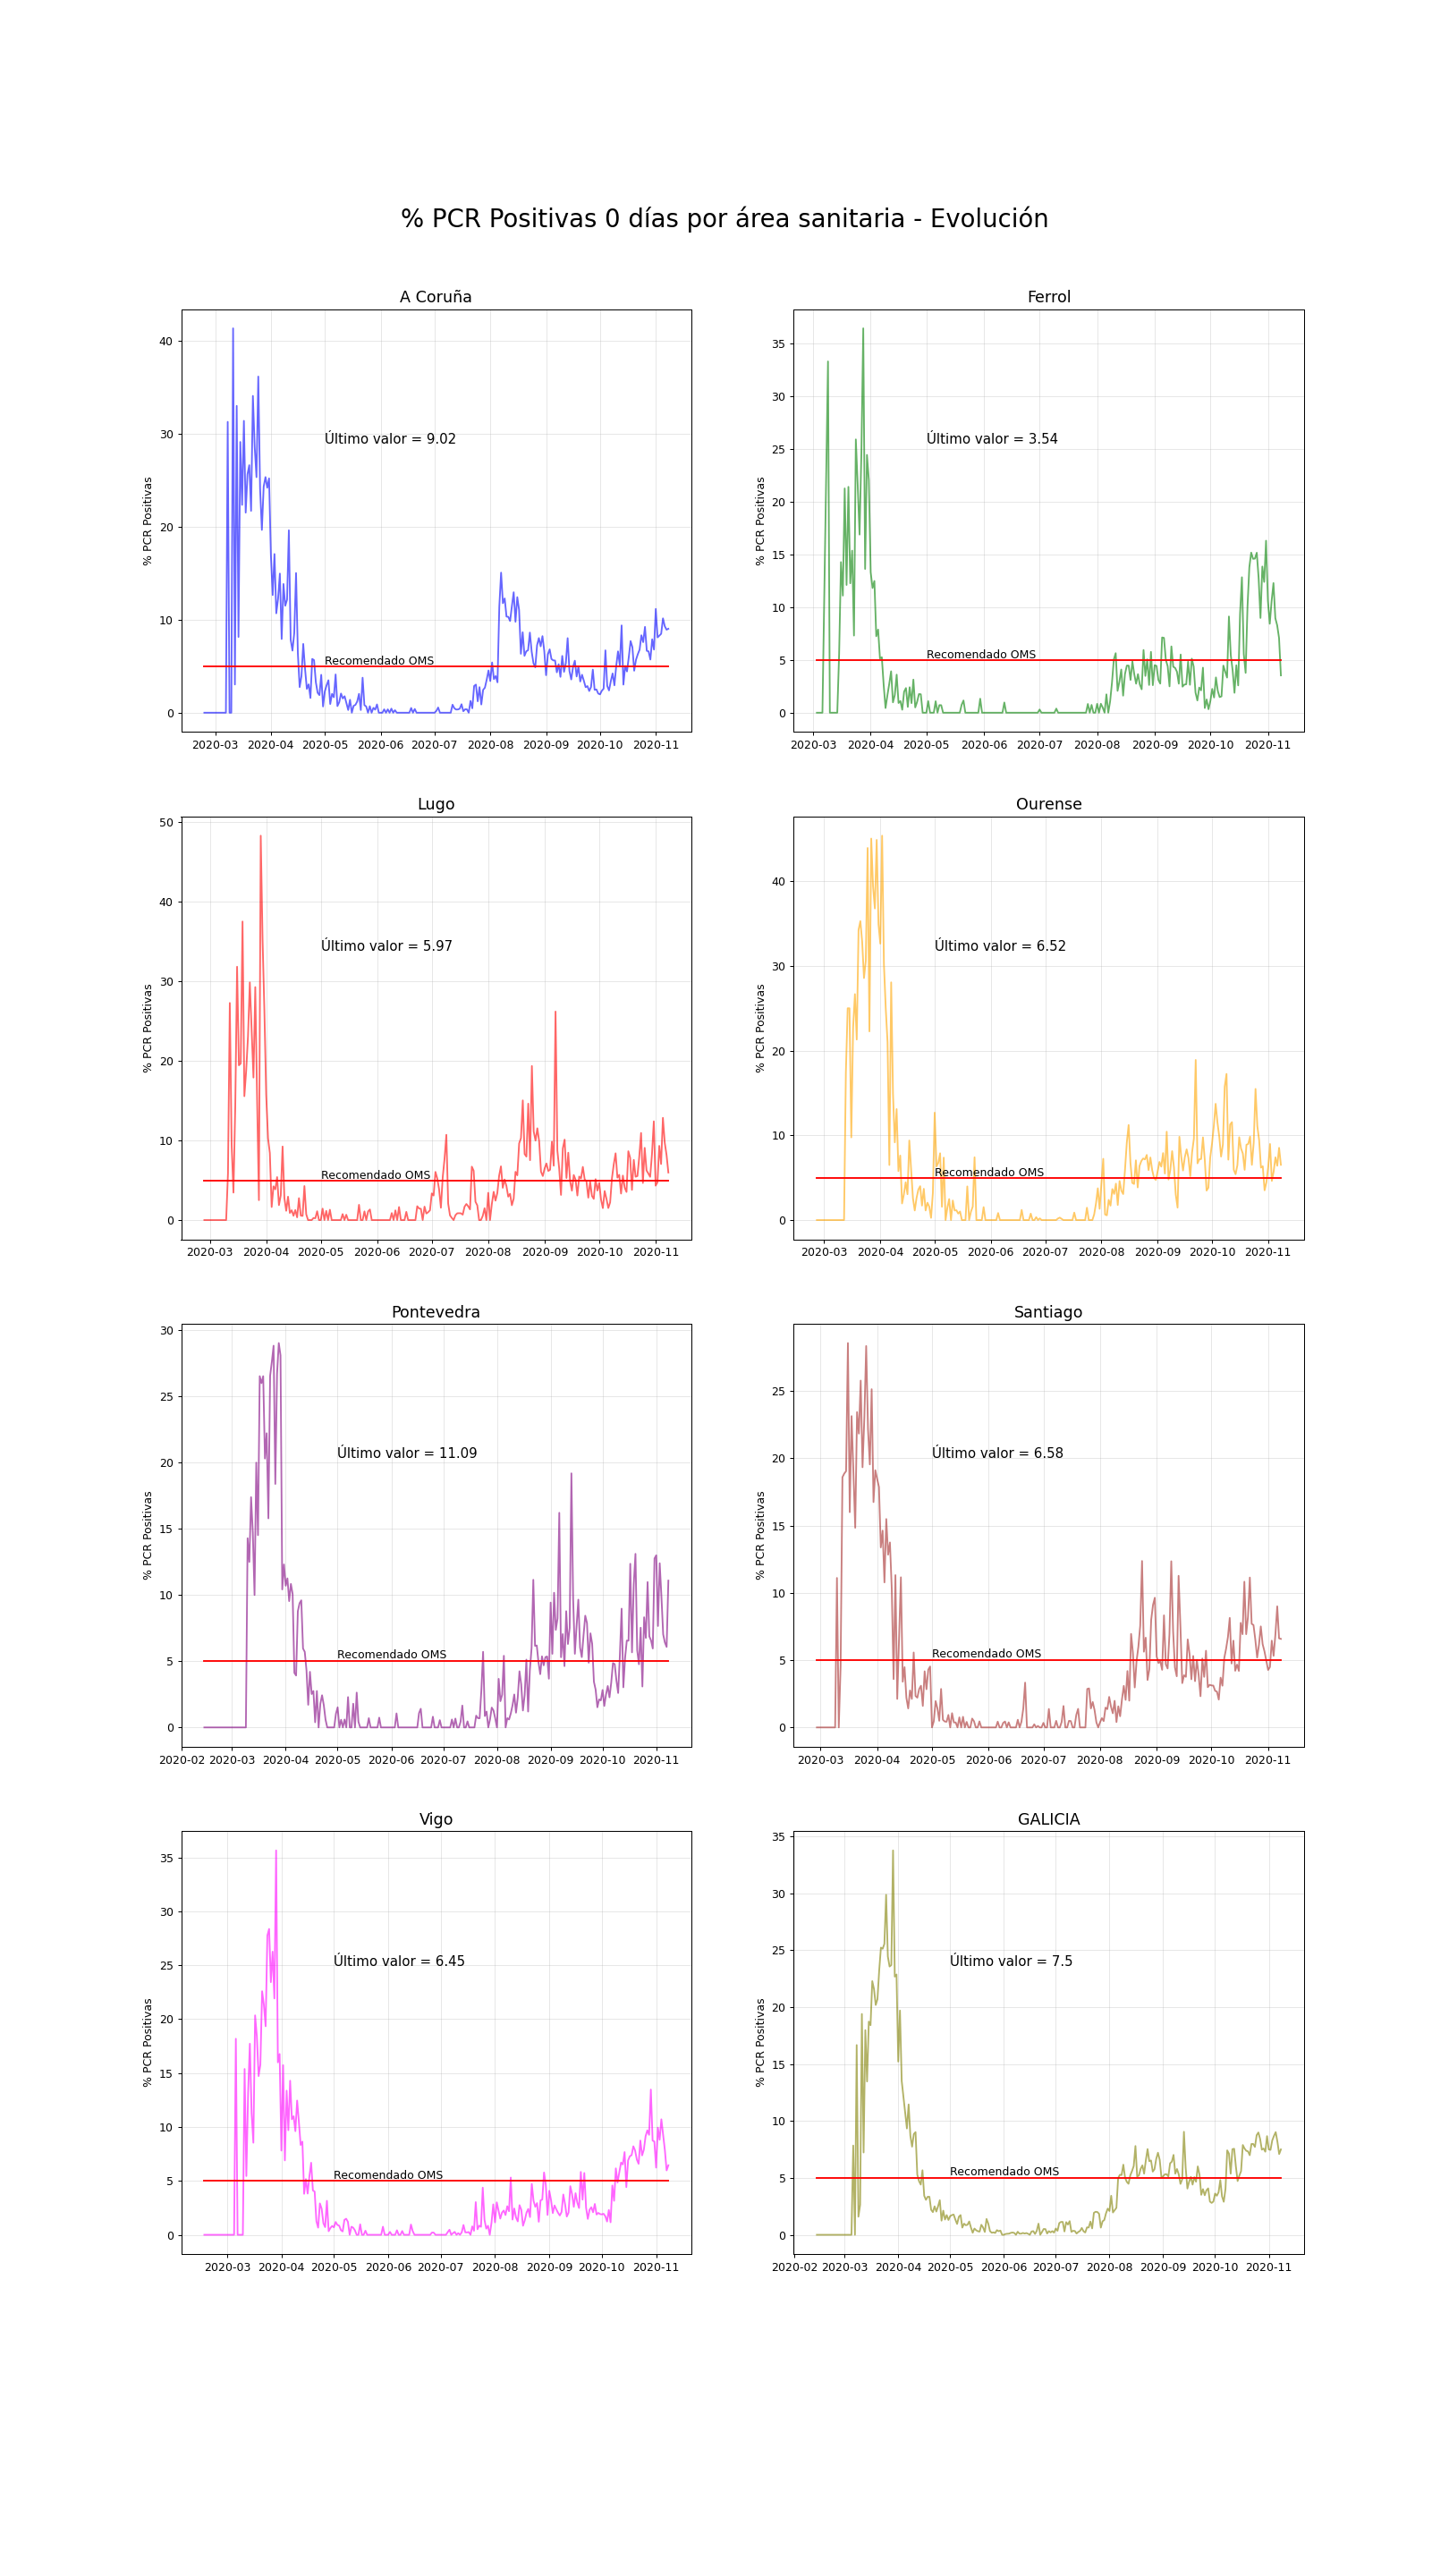 % PCR Positivas 0 días por área sanitaria - Evolución
A Coruña
% PCR Positivas
40
30
20
10
0
Último valor = 9.02
Recomendado OMS
2020-03 2020-04 2020-05 2020-06 2020-07 2020-08 2020-09 2020-10 2020-11
Ferrol
% PCR Positivas
35
30
25
20
15
10
5
0
Último valor = 3.54
Recomendado OMS
2020-03 2020-04 2020-05 2020-06 2020-07 2020-08 2020-09 2020-10 2020-11
Lugo
% PCR Positivas
50
40
30
20
10
0
Último valor = 5.97
Recomendado OMS
2020-03 2020-04 2020-05 2020-06 2020-07 2020-08 2020-09 2020-10 2020-11
Ourense
% PCR Positivas
40
30
20
10
0
Último valor = 6.52
Recomendado OMS
2020-03 2020-04 2020-05 2020-06 2020-07 2020-08 2020-09 2020-10 2020-11
Pontevedra
% PCR Positivas
30
25
20
15
10
5
0
Último valor = 11.09
Recomendado OMS
2020-02 2020-03 2020-04 2020-05 2020-06 2020-07 2020-08 2020-09 2020-10 2020-11
Santiago
% PCR Positivas
25
20
15
10
5
0
Último valor = 6.58
Recomendado OMS
2020-03 2020-04 2020-05 2020-06 2020-07 2020-08 2020-09 2020-10 2020-11
Vigo
% PCR Positivas
35
30
25
20
15
10
5
0
Último valor = 6.45
Recomendado OMS
2020-03 2020-04 2020-05 2020-06 2020-07 2020-08 2020-09 2020-10 2020-11
GALICIA
% PCR Positivas
35
30
25
20
15
10
5
0
Último valor = 7.5
Recomendado OMS
2020-02 2020-03 2020-04 2020-05 2020-06 2020-07 2020-08 2020-09 2020-10 2020-11